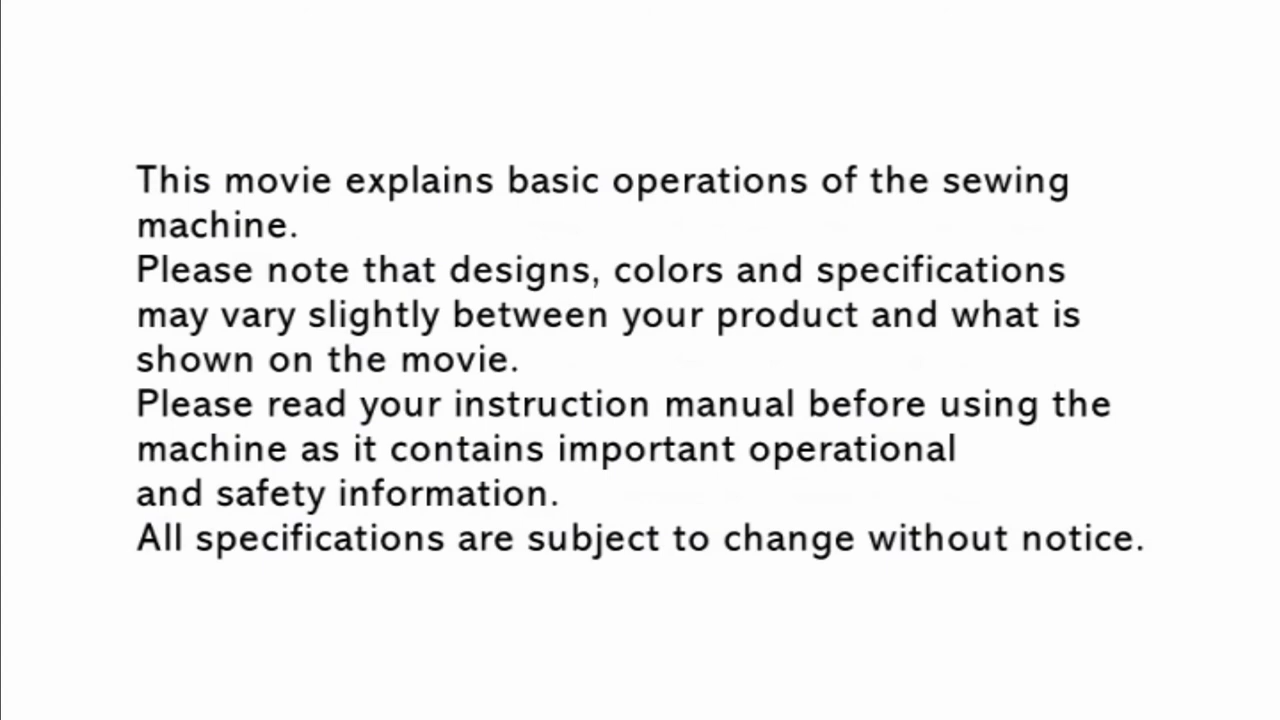 This movie explains basic operations of the sewing
machine.
Please note that designs, colors and specifications
may vary slightly between your product and what is
shown on the movie.
Please read your instruction manual before using the
machine as it contains important operational
and safety information.
All specifications are subject to change without notice.